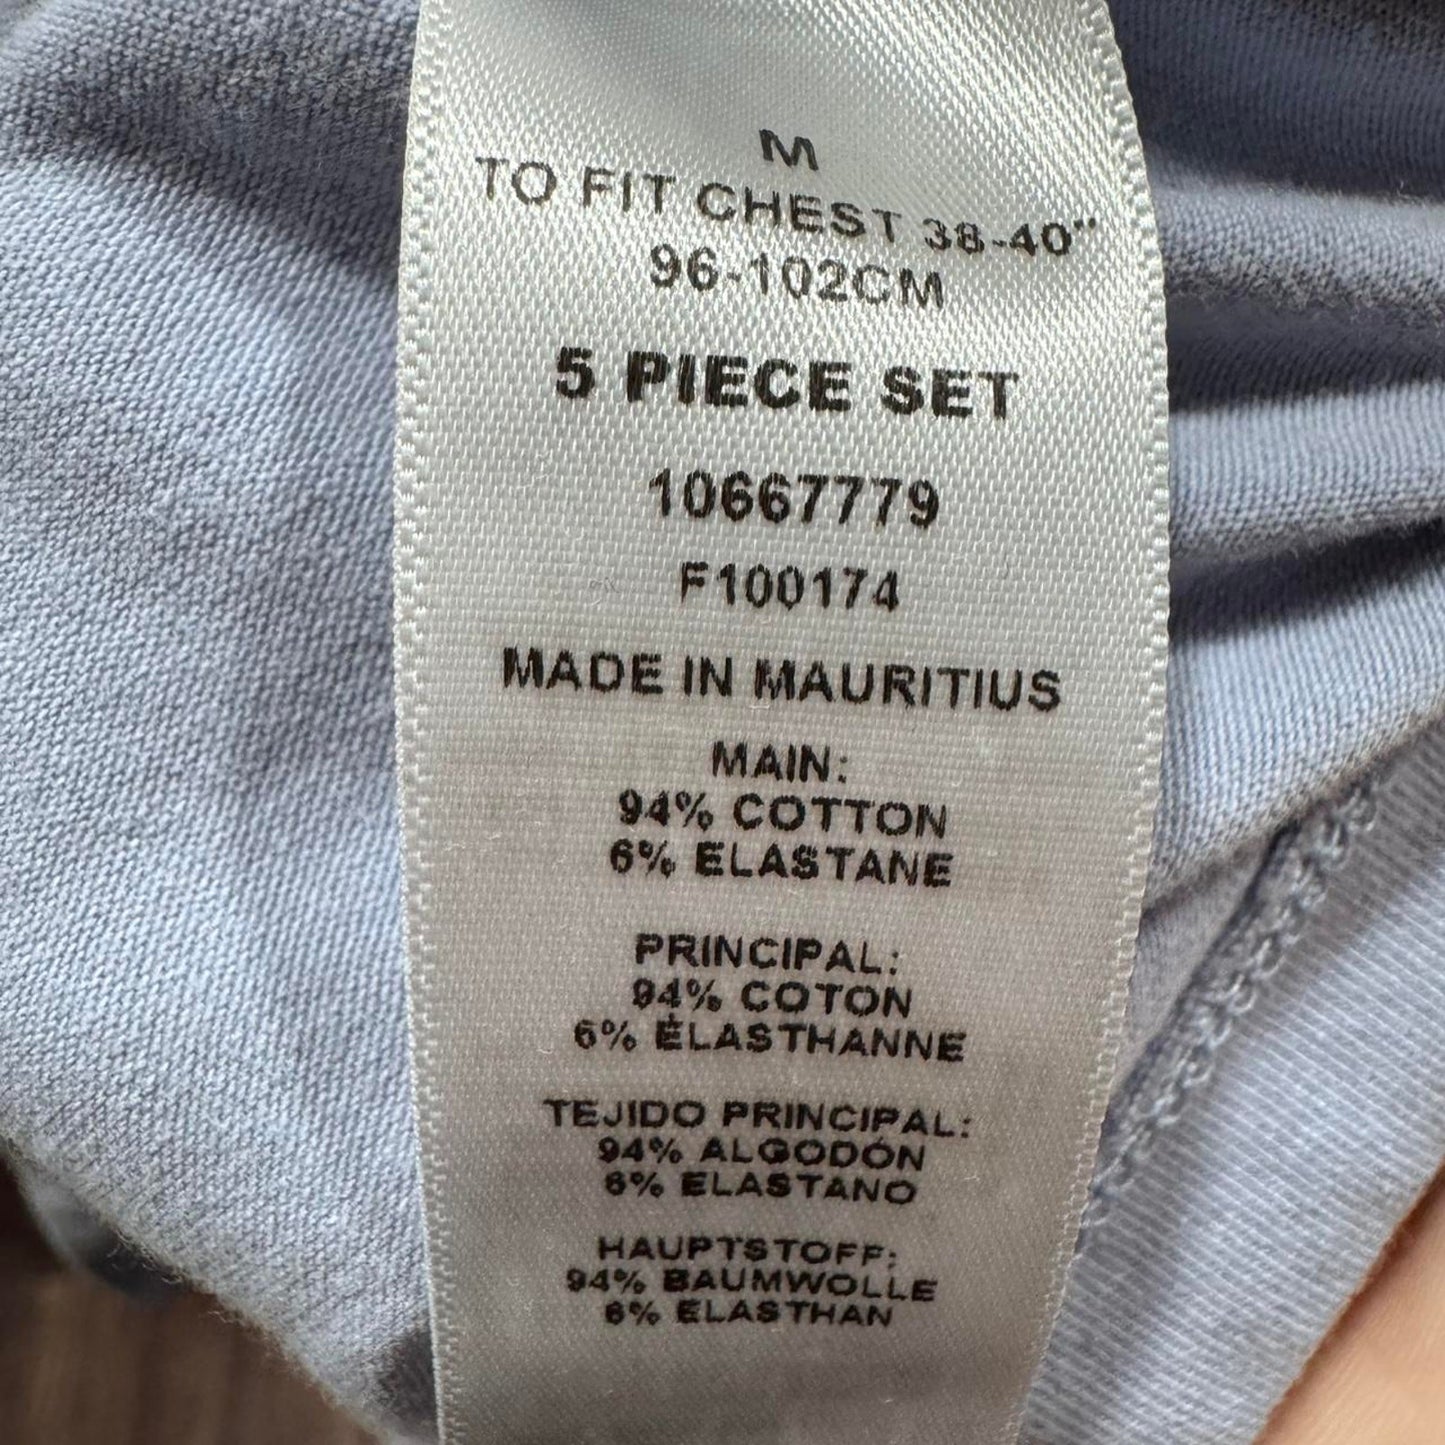 M
TO FIT CHEST 38-40"
96-102CM
5 PIECE SET
10667779
F100174
MADE IN MAURITIUS
MAIN:
94% COTTON
6% ELASTANE
PRINCIPAL:
94% COTON
6% ÉLASTHANNE
TEJIDO PRINCIPAL:
94% ALGODÓN
6% ELASTANO
HAUPTSTOFF:
94% BAUMWOLLE
6% ELASTHAN